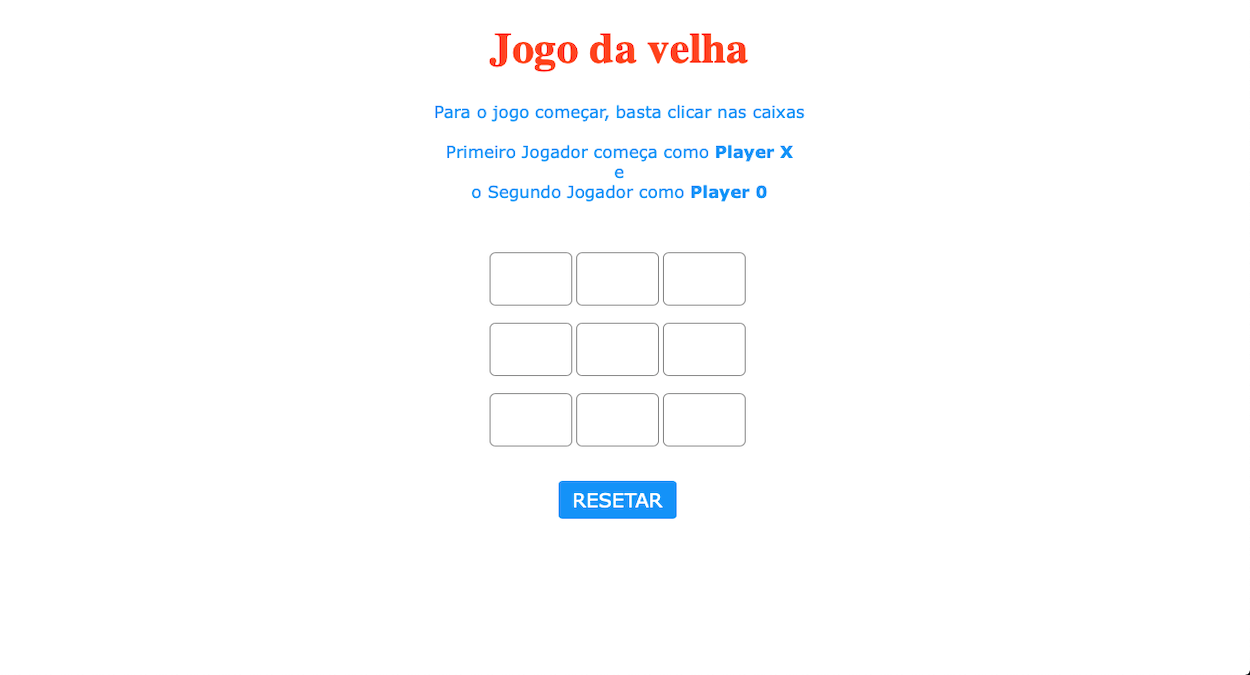 Jogo da velha
Para o jogo começar, basta clicar nas caixas
Primeiro Jogador começa como Player X
e
o Segundo Jogador como Player 0
RESETAR